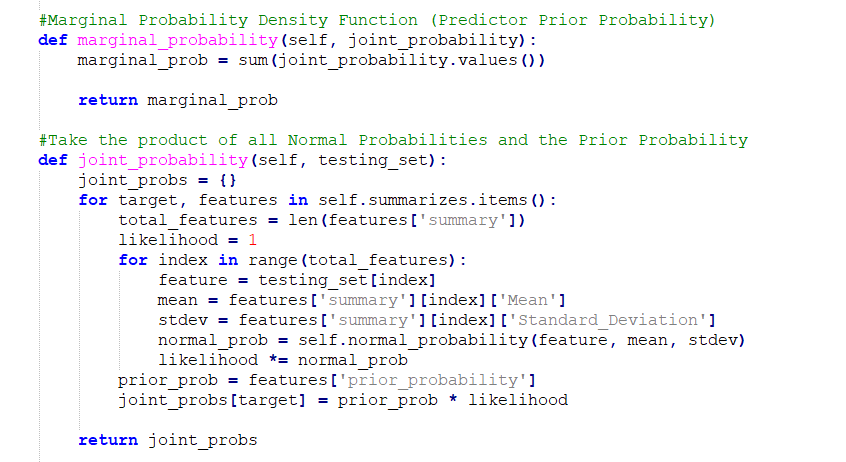 #Marginal Probability Density Function (Predictor Prior Probability)
def marginal_probability(self, joint_probability):
    marginal_prob = sum(joint_probability.values())

    return marginal_prob

#Take the product of all Normal Probabilities and the Prior Probability
def joint_probability(self, testing_set):
    joint_probs = {}
    for target, features in self.summarizes.items():
        total_features = len(features['summary'])
        likelihood = 1
        for index in range(total_features):
            feature = testing_set[index]
            mean = features['summary'][index]['Mean']
            stdev = features['summary'][index]['Standard_Deviation']
            normal_prob = self.normal_probability(feature, mean, stdev)
            likelihood *= normal_prob
        prior_prob = features['prior_probability']
        joint_probs[target] = prior_prob * likelihood

    return joint_probs